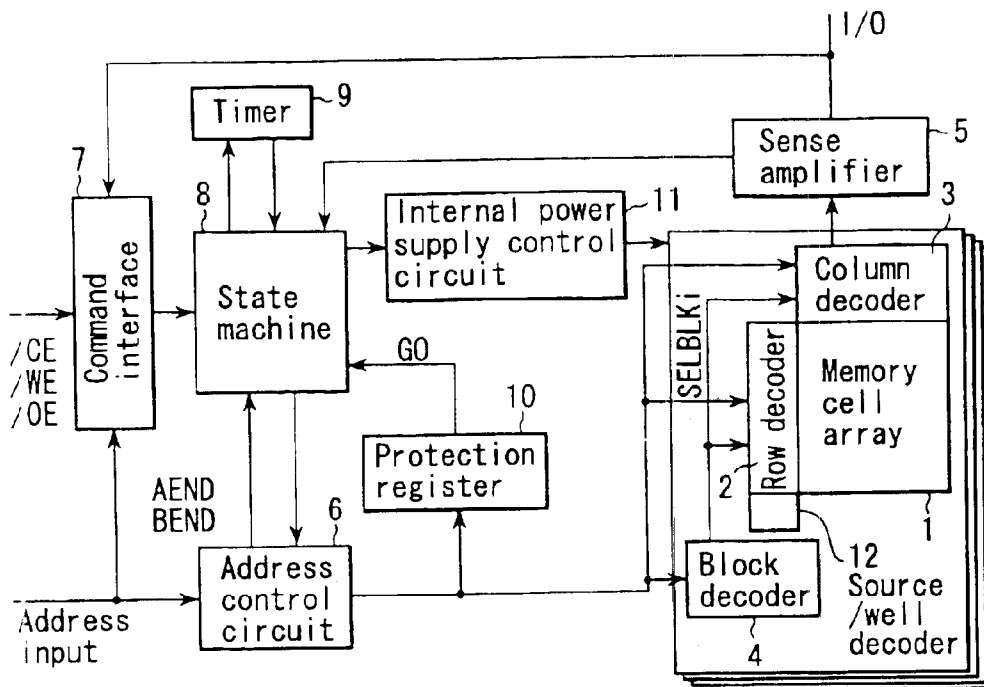 I/O
Timer
9
Sense
amplifier
5
7
Command
interface
8
State
machine
Internal power
supply control
circuit
11
3
Column
decoder
/CE
/WE
/OE
GO
SELBLKi
Row decoder
2
Memory
cell
array
1
10
Protection
register
AEND
BEND
6
Address
control
circuit
12
Source
/well
decoder
Block
decoder
4
Address
input